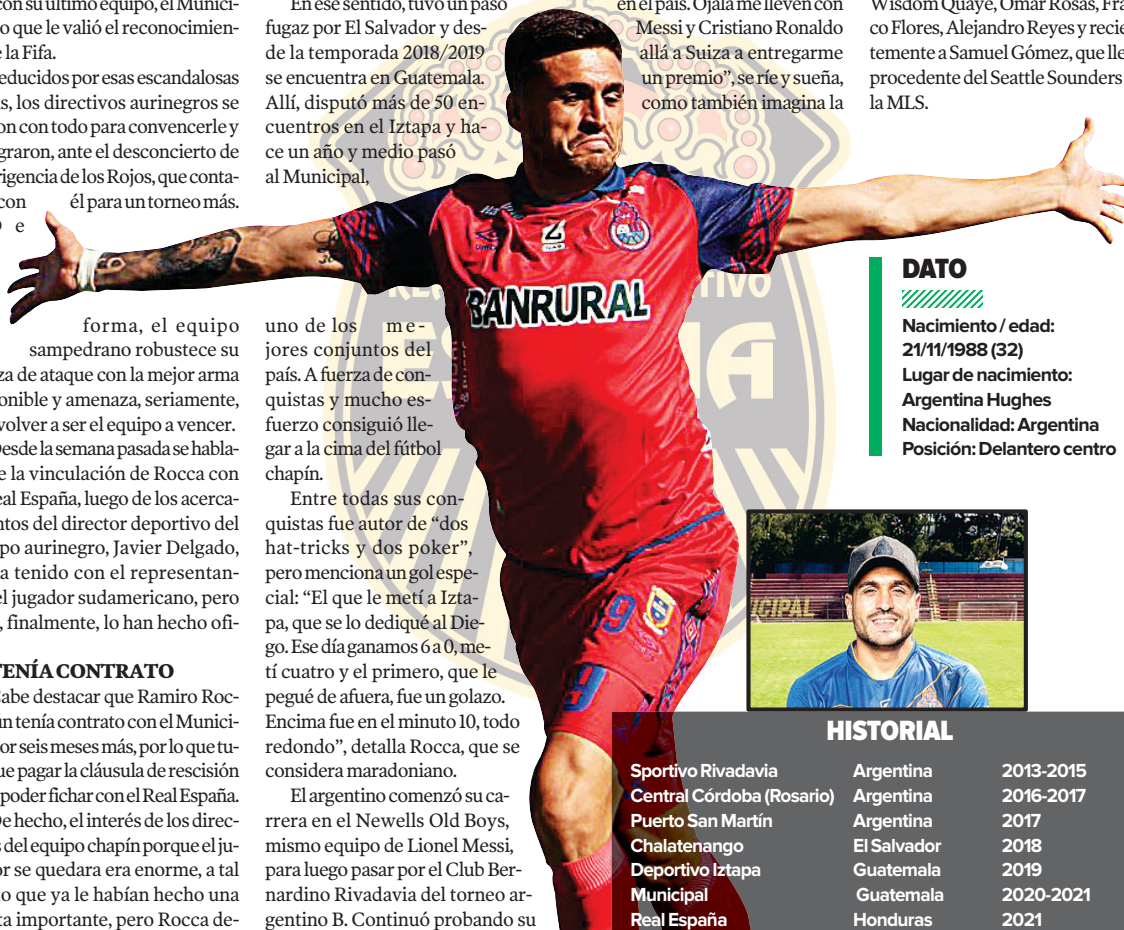 con su último equipo, el Munici-
o que le valió el reconocimien-
e la Fifa.
educidos por esas escandalosas
s, los directivos aurinegros se
on con todo para convencerle y
graron, ante el desconcierto de
rigencia de los Rojos, que conta-
con él para un torneo más.
e
forma, el equipo
sampedrano robustece su
za de ataque con la mejor arma
onible y amenaza, seriamente,
volver a ser el equipo a vencer.
Desde la semana pasada se habla-
e la vinculación de Rocca con
eal España, luego de los acerca-
ntos del director deportivo del
po aurinegro, Javier Delgado,
a tenido con el representan-
el jugador sudamericano, pero
, finalmente, lo han hecho ofi-
TENÍA CONTRATO
Cabe destacar que Ramiro Roc-
ún tenía contrato con el Munici-
or seis meses más, por lo que tu-
ue pagar la cláusula de rescisión
poder fichar con el Real España.
De hecho, el interés de los direc-
s del equipo chapín porque el ju-
or se quedara era enorme, a tal
o que ya le habían hecho una
ta importante, pero Rocca de-
En ese sentido, tuvo un paso
fugaz por El Salvador y des-
de la temporada 2018/2019
se encuentra en Guatemala.
Allí, disputó más de 50 en-
cuentros en el Iztapa y ha-
ce un año y medio pasó
al Municipal,
uno de los me-
jores conjuntos del
país. A fuerza de con-
quistas y mucho es-
fuerzo consiguió lle-
gar a la cima del fútbol
chapín.
Entre todas sus con-
quistas fue autor de “dos
hat-tricks y dos poker”,
pero menciona un gol espe-
cial: “El que le metí a Izta-
pa, que se lo dediqué al Die-
go. Ese día ganamos 6 a 0, me-
tí cuatro y el primero, que le
pegué de afuera, fue un golazo.
Encima fue en el minuto 10, todo
redondo”, detalla Rocca, que se
considera maradoniano.
El argentino comenzó su ca-
rrera en el Newells Old Boys,
mismo equipo de Lionel Messi,
para luego pasar por el Club Ber-
nardino Rivadavia del torneo ar-
gentino B. Continuó probando su
en el país. Ojalá me lleven con
Messi y Cristiano Ronaldo
allá a Suiza a entregarme
un premio”, se ríe y sueña,
como también imagina la
Wisdom Quaye, Omar Rosas, Fra
co Flores, Alejandro Reyes y recie
temente a Samuel Gómez, que lle
procedente del Seattle Sounders
la MLS.
BANRURAL
9
9
DATO
Nacimiento / edad:
21/11/1988 (32)
Lugar de nacimiento:
Argentina Hughes
Nacionalidad: Argentina
Posición: Delantero centro
ICIPAL
HISTORIAL
Sportivo Rivadavia Argentina 2013-2015
Central Córdoba (Rosario) Argentina 2016-2017
Puerto San Martín Argentina 2017
Chalatenango El Salvador 2018
Deportivo Iztapa Guatemala 2019
Municipal Guatemala 2020-2021
Real España Honduras 2021